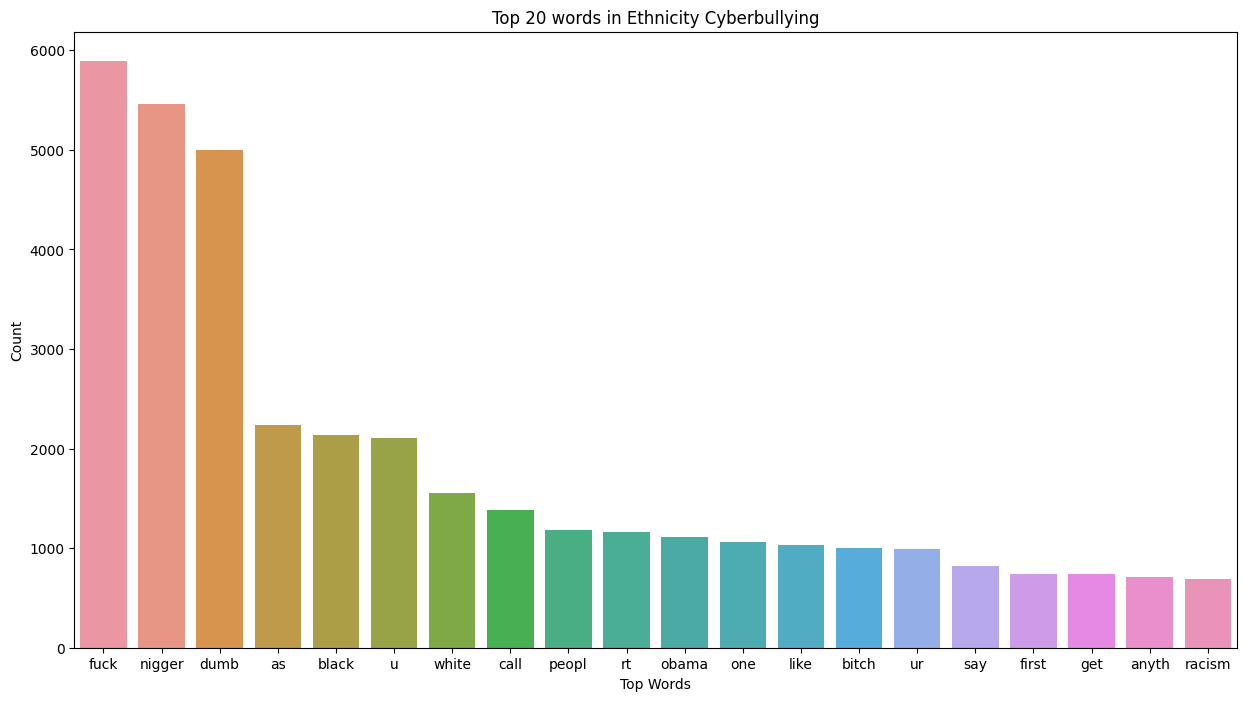 Top 20 words in Ethnicity Cyberbullying
6000
5000
4000
3000
2000
1000
0
Count
fuck nigger dumb as black u white call peopl rt obama one like bitch ur say first get anyth racism
Top Words